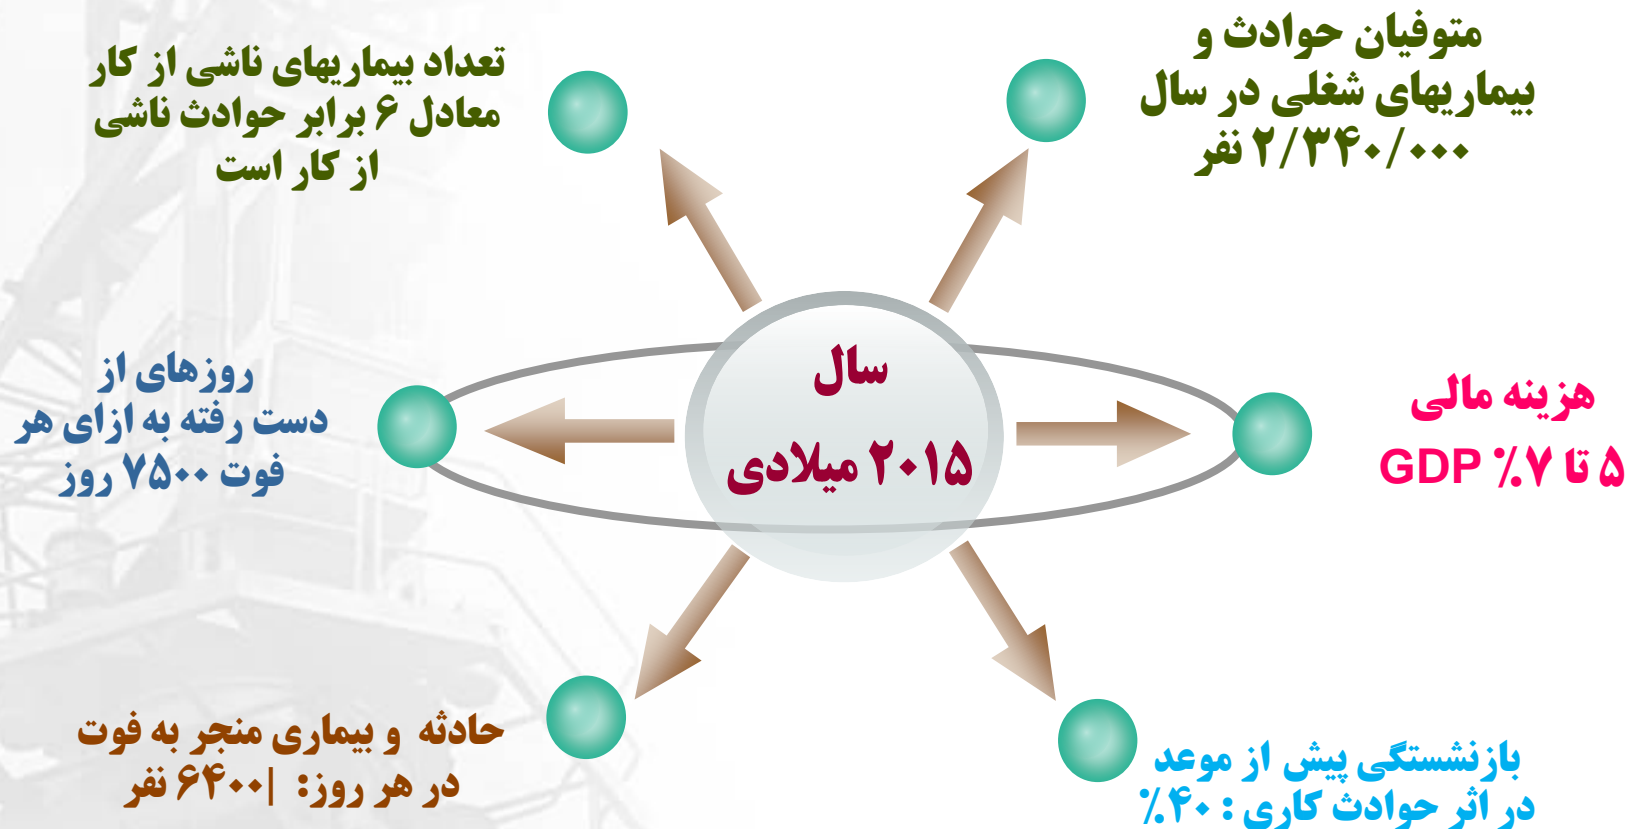 متوفیان حوادث و
بیماریهای شغلی در سال
۲/۳۴۰/۰۰۰ نفر
تعداد بیماریهای ناشی از کار
معادل ۶ برابر حوادث ناشی
از کار است
سال
۲۰۱۵ میلادی
هزینه مالی
۵ تا ۷٪ GDP
روزهای از
دست رفته به ازای هر
فوت ۷۵۰۰ روز
بازنشستگی پیش از موعد
در اثر حوادث کاری : ۴۰٪
حادثه و بیماری منجر به فوت
در هر روز: |۶۴۰۰ نفر